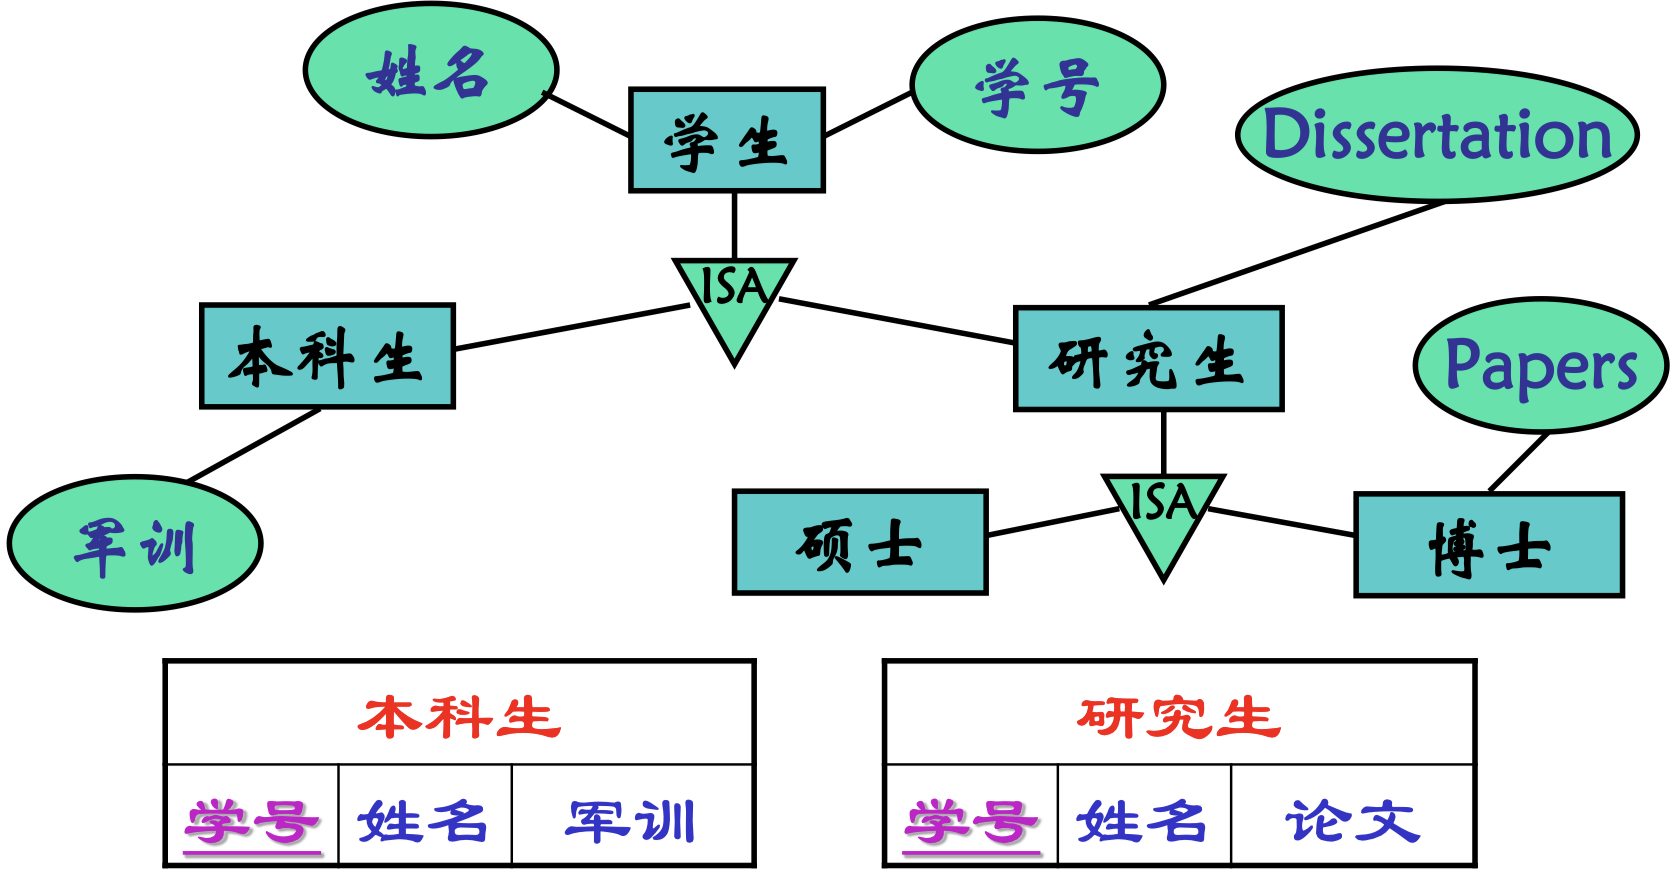 姓名
学号
学生
Dissertation
ISA
本科生
研究生
Papers
军训
硕士
ISA
博士
本科生
研究生
学号 姓名 军训
学号 姓名 论文